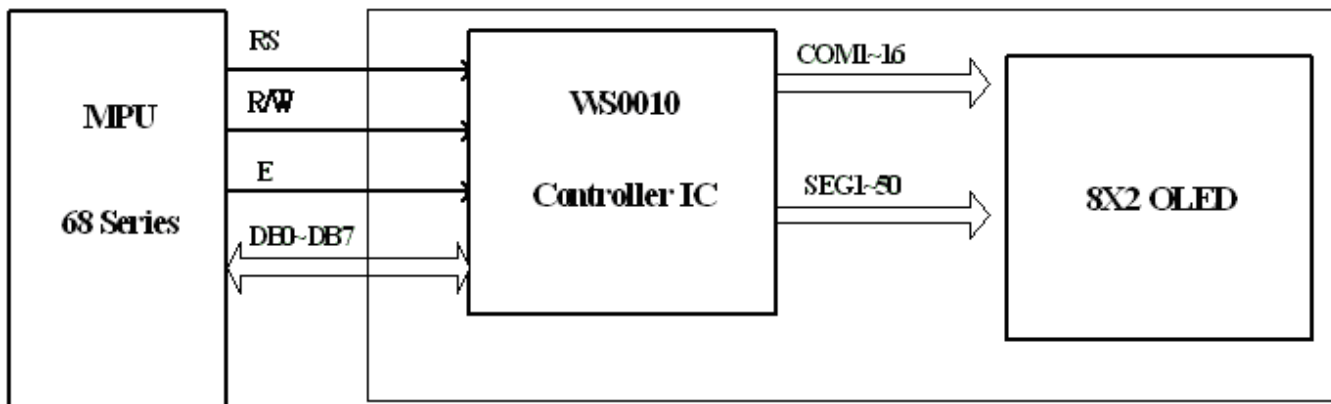 MPU
68 Series
RS
R/W
E
DB0~DB7
WS0010
Controller IC
COM1~16
SEG1~50
8X2 OLED